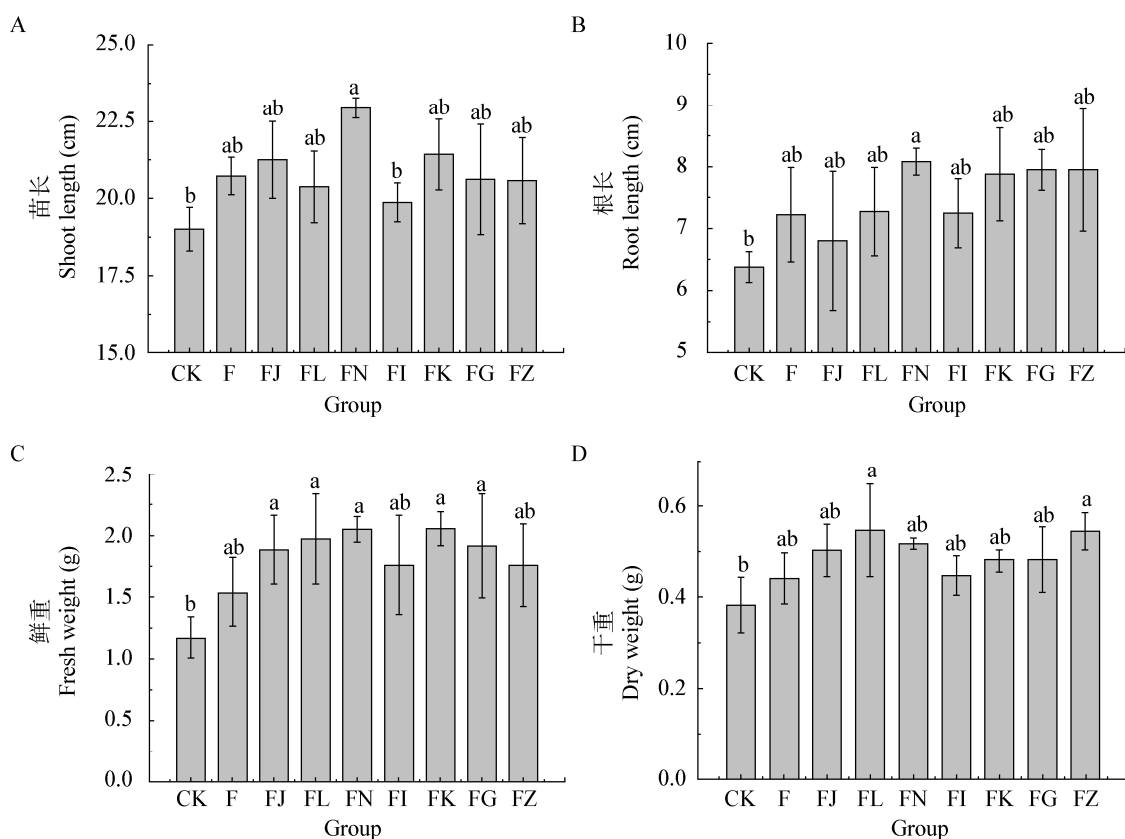 A
25.0
22.5
20.0
17.5
15.0
苗长
Shoot length (cm)
b
ab
ab
ab
a
b
ab
ab
ab
CK F FJ FL FN FI FK FG FZ
Group
B
10
9
8
7
6
5
根长
Root length (cm)
b
ab
ab
ab
a
ab
ab
ab
ab
CK F FJ FL FN FI FK FG FZ
Group
C
2.5
2.0
1.5
1.0
0.5
0.0
鲜重
Fresh weight (g)
b
ab
a
a
a
ab
a
a
ab
CK F FJ FL FN FI FK FG FZ
Group
D
0.6
0.4
0.2
0.0
干重
Dry weight (g)
b
ab
ab
a
ab
ab
ab
ab
a
CK F FJ FL FN FI FK FG FZ
Group